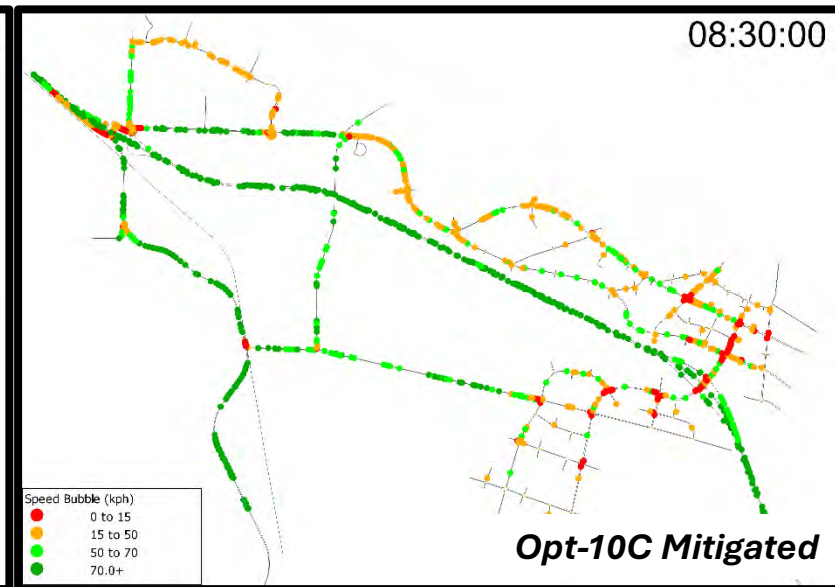 08:30:00
Speed Bubble (kph)
0 to 15
15 to 50
50 to 70
70.0+
Opt-10C Mitigated